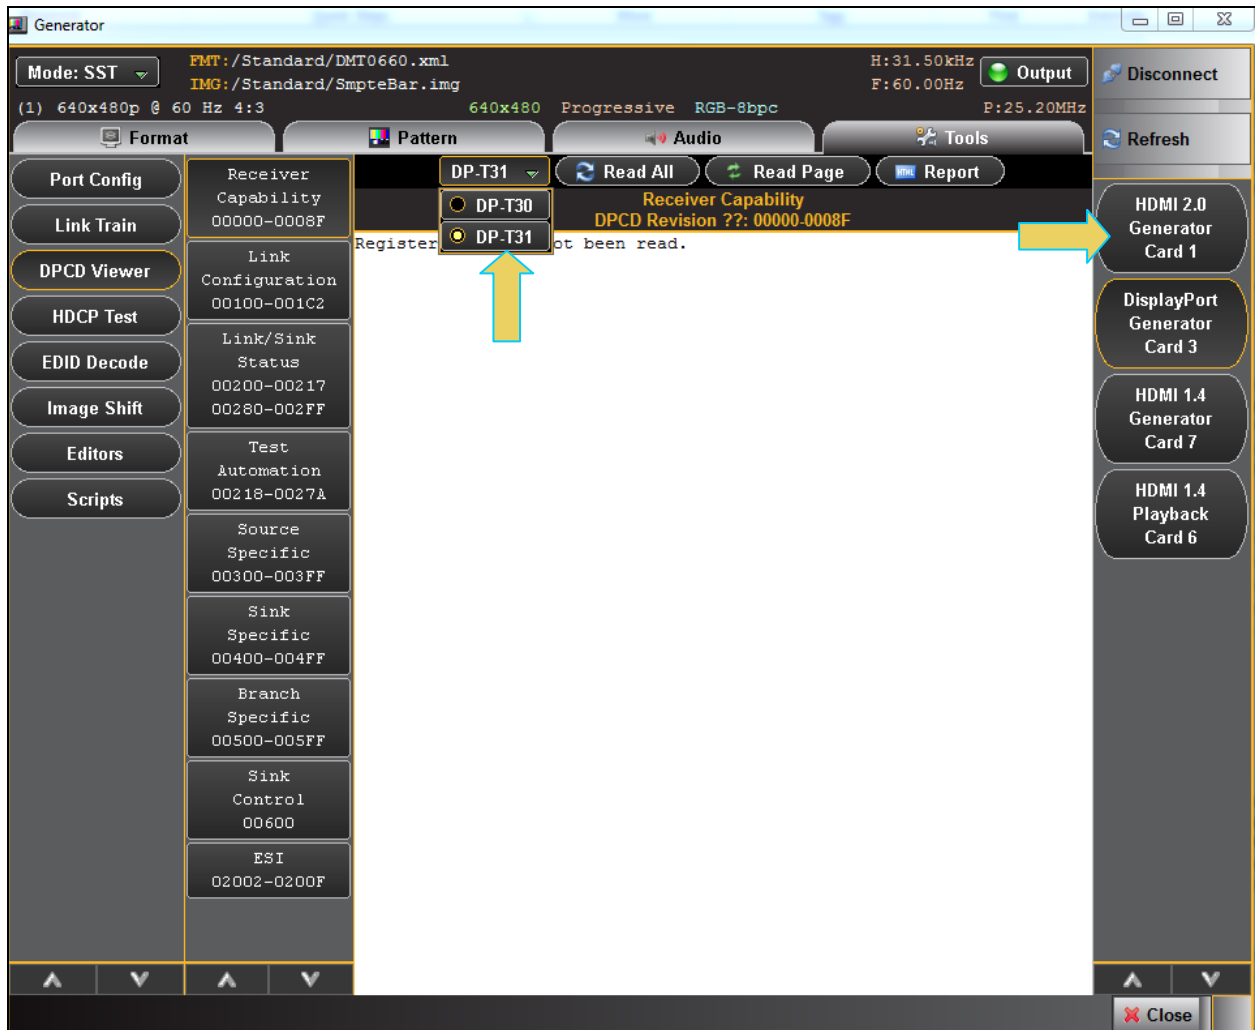 Generator
Mode: SST
FMT:/Standard/DMT0660.xml
IMG:/Standard/SmpteBar.img
H:31.50kHz
F:60.00Hz
Output
(1) 640x480p @ 60 Hz 4:3
640x480 Progressive RGB-8bpc
P:25.20MHz
Disconnect
Refresh
Format
Pattern
Audio
Tools
Port Config
Link Train
DPCD Viewer
HDCP Test
EDID Decode
Image Shift
Editors
Scripts
Receiver
Capability
00000-0008F
Link
Configuration
00100-001C2
Link/Sink
Status
00200-00217
00280-002FF
Test
Automation
00218-0027A
Source
Specific
00300-003FF
Sink
Specific
00400-004FF
Branch
Specific
00500-005FF
Sink
Control
00600
ESI
02002-0200F
DP-T31
Read All
Read Page
HTML Report
DP-T30
DP-T31
Receiver Capability
DPCD Revision ??: 00000-0008F
Register ot been read.
HDMI 2.0
Generator
Card 1
DisplayPort
Generator
Card 3
HDMI 1.4
Generator
Card 7
HDMI 1.4
Playback
Card 6
Close